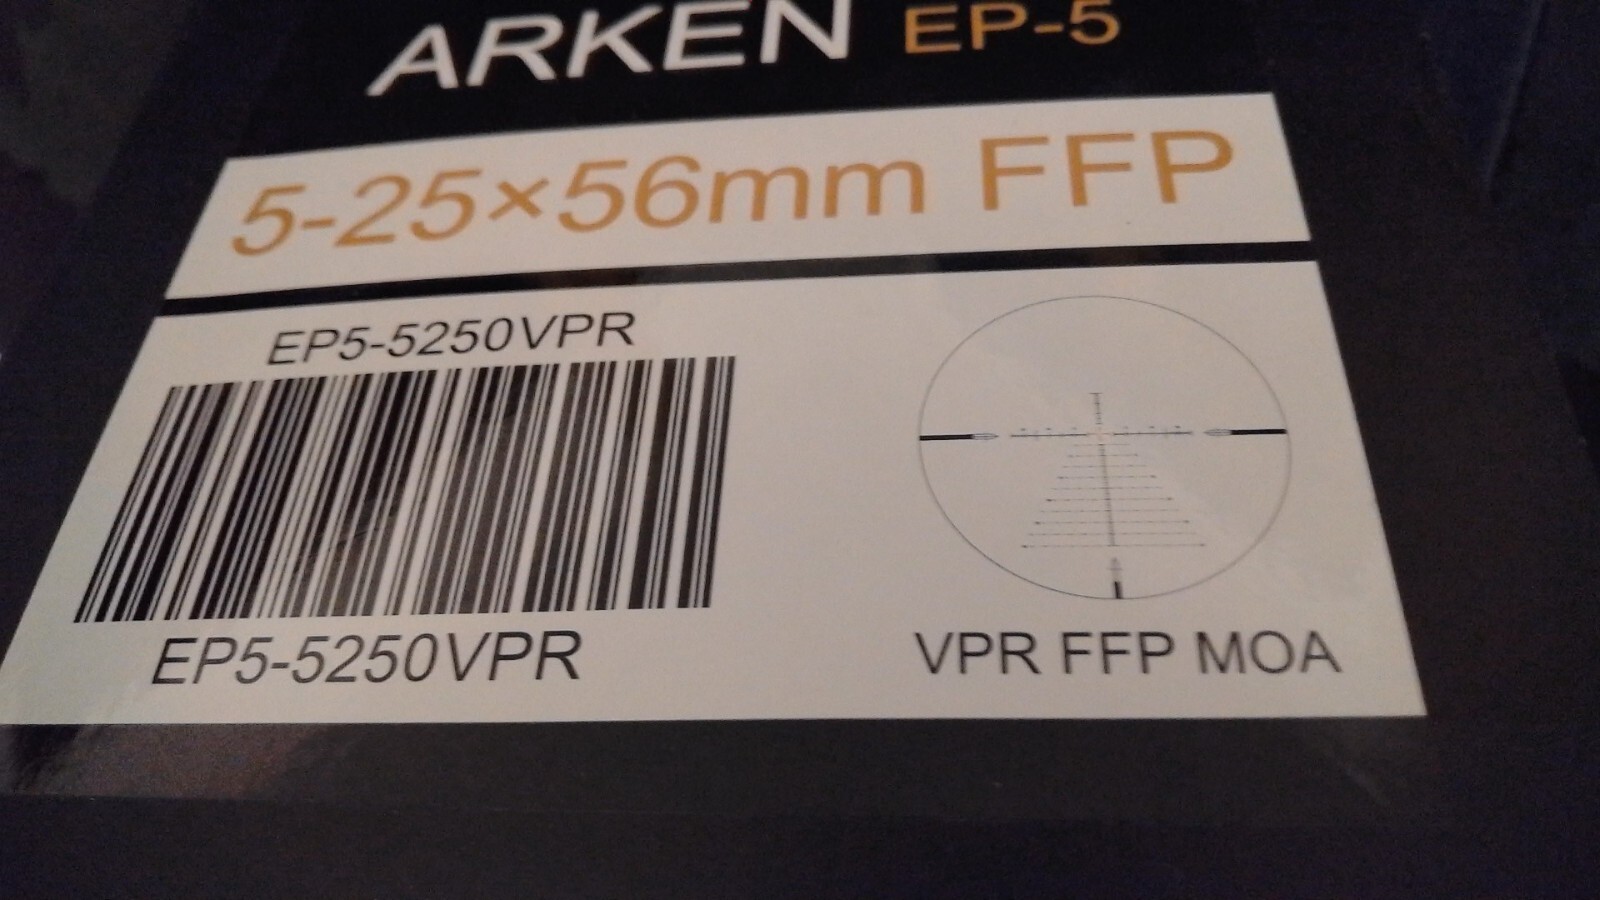 ARKEN EP-5
5-25×56mm FFP
EP5-5250VPR
EP5-5250VPR
VPR FFP MOA